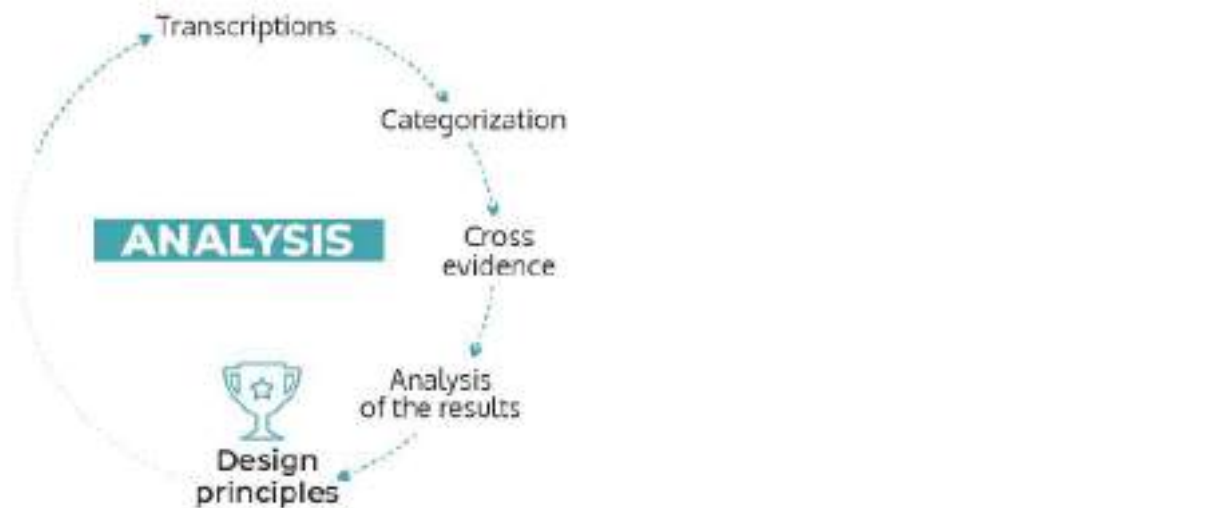 Transcriptions
Categorization
ANALYSIS
Cross
evidence
Analysis
of the results
Design
principles